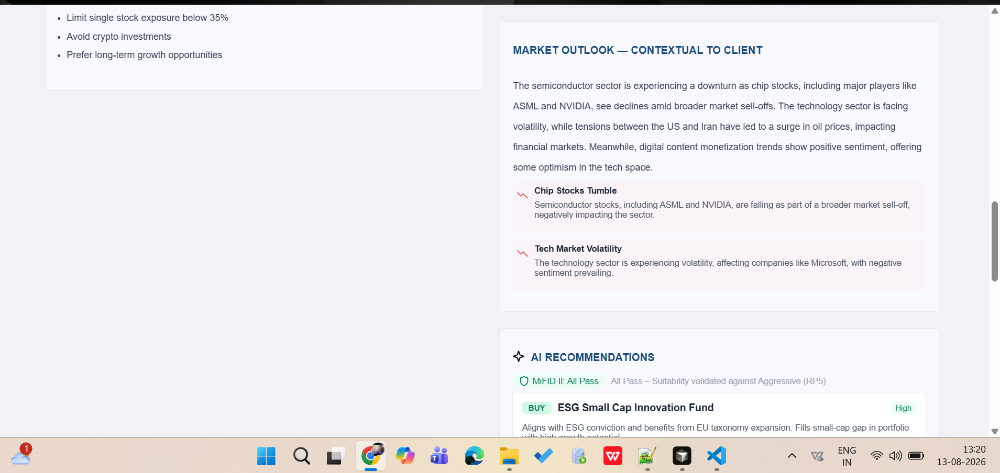 Limit single stock exposure below 35%
Avoid crypto investments
Prefer long-term growth opportunities
MARKET OUTLOOK — CONTEXTUAL TO CLIENT
The semiconductor sector is experiencing a downturn as chip stocks, including major players like
ASML and NVIDIA, see declines amid broader market sell-offs. The technology sector is facing
volatility, while tensions between the US and Iran have led to a surge in oil prices, impacting
financial markets. Meanwhile, digital content monetization trends show positive sentiment, offering
some optimism in the tech space.
Chip Stocks Tumble
Semiconductor stocks, including ASML and NVIDIA, are falling as part of a broader market sell-off,
negatively impacting the sector.
Tech Market Volatility
The technology sector is experiencing volatility, affecting companies like Microsoft, with negative
sentiment prevailing.
AI RECOMMENDATIONS
MiFID II: All Pass All Pass – Suitability validated against Aggressive (RP5)
BUY ESG Small Cap Innovation Fund High
Aligns with ESG conviction and benefits from EU taxonomy expansion. Fills small-cap gap in portfolio
with high growth potential
1
ENG
IN
13:20
13-08-2026